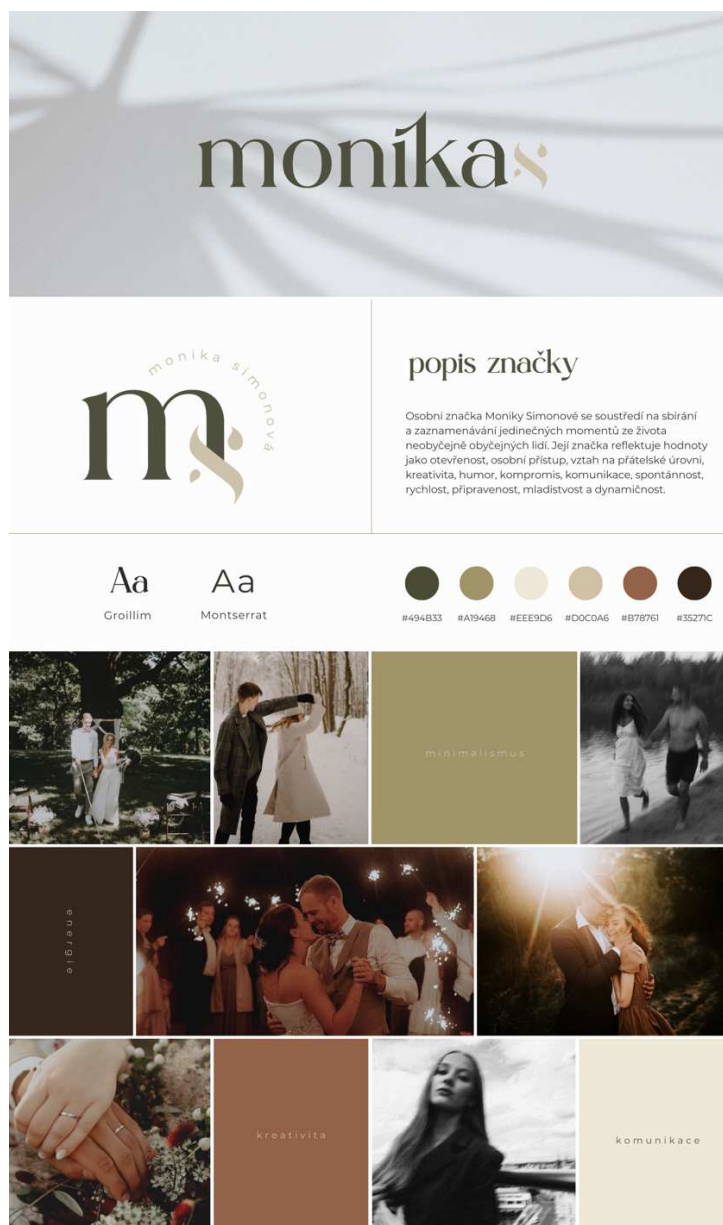 monikas
monika simonová
ms
popis značky
Osobní značka Moniky Simonové se soustředí na sbírání
a zaznamenávání jedinečných momentů ze života
neobyčejně obyčejných lidí. Její značka reflektuje hodnoty
jako otevřenost, osobní přístup, vztah na přátelské úrovni,
kreativita, humor, kompromis, komunikace, spontánnost,
rychlost, připravenost, mladistvost a dynamičnost.
Aa
Groillim
Aa
Montserrat
#494B33 #A19468 #EEE9D6 #D0C0A6 #B78761 #35271C
minimalismus
energie
kreativita
komunikace